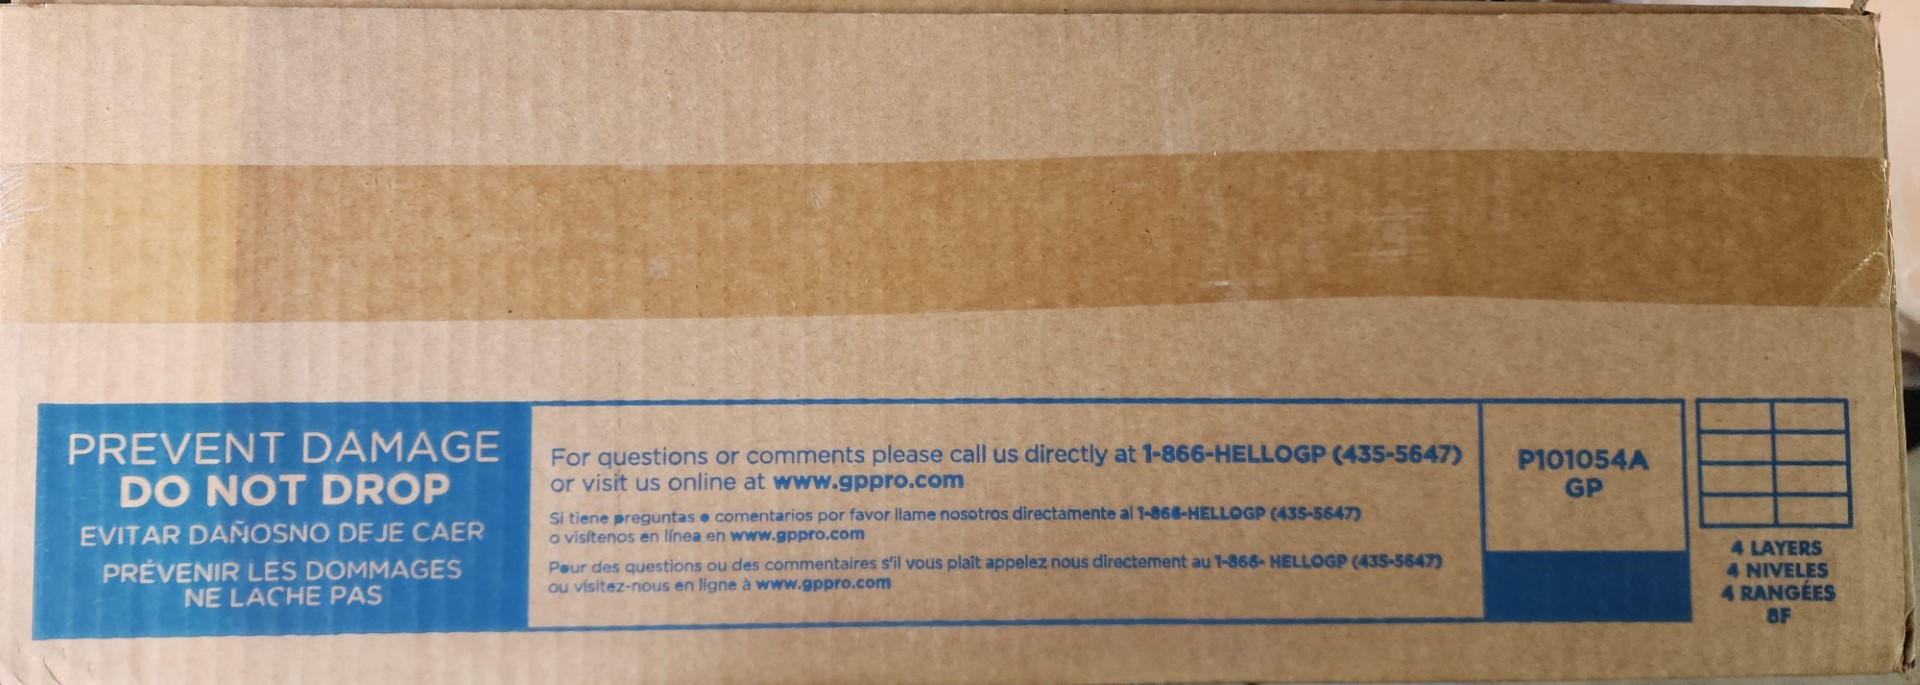 PREVENT DAMAGE
DO NOT DROP
EVITAR DAÑOSNO DEJE CAER
PRÉVENIR LES DOMMAGES
NE LACHE PAS
For questions or comments please call us directly at 1-866-HELLOGP (435-5647)
or visit us online at www.gppro.com
Si tiene preguntas o comentarios por favor llame nosotros directamente al 1-866-HELLOGP (435-5647)
o visítenos en línea en www.gppro.com
Pour des questions ou des commentaires s'il vous plaît appelez nous directement au 1-866- HELLOGP (435-5647)
ou visitez-nous en ligne à www.gppro.com
P101054A
GP
4 LAYERS
4 NIVELES
4 RANGÉES
8F